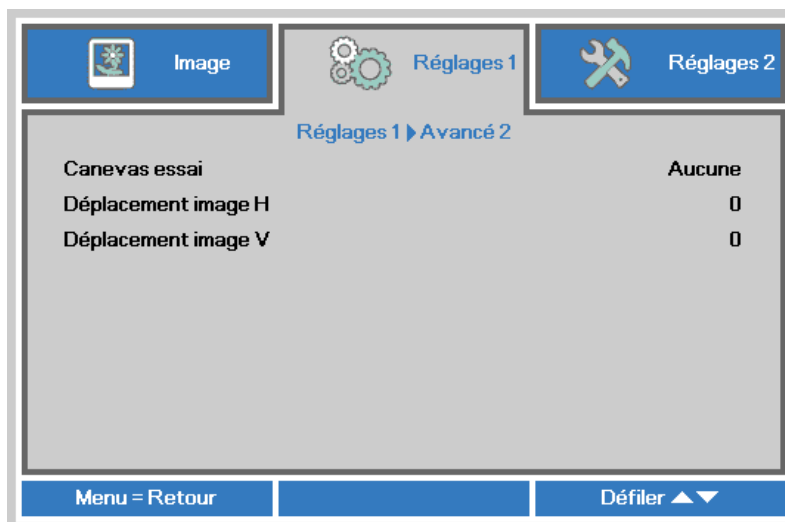 Image
Réglages 1
Réglages 2
Réglages 1 ▶ Avancé 2
Canevas essai Aucune
Déplacement image H 0
Déplacement image V 0
Menu = Retour
Défiler ▲▼